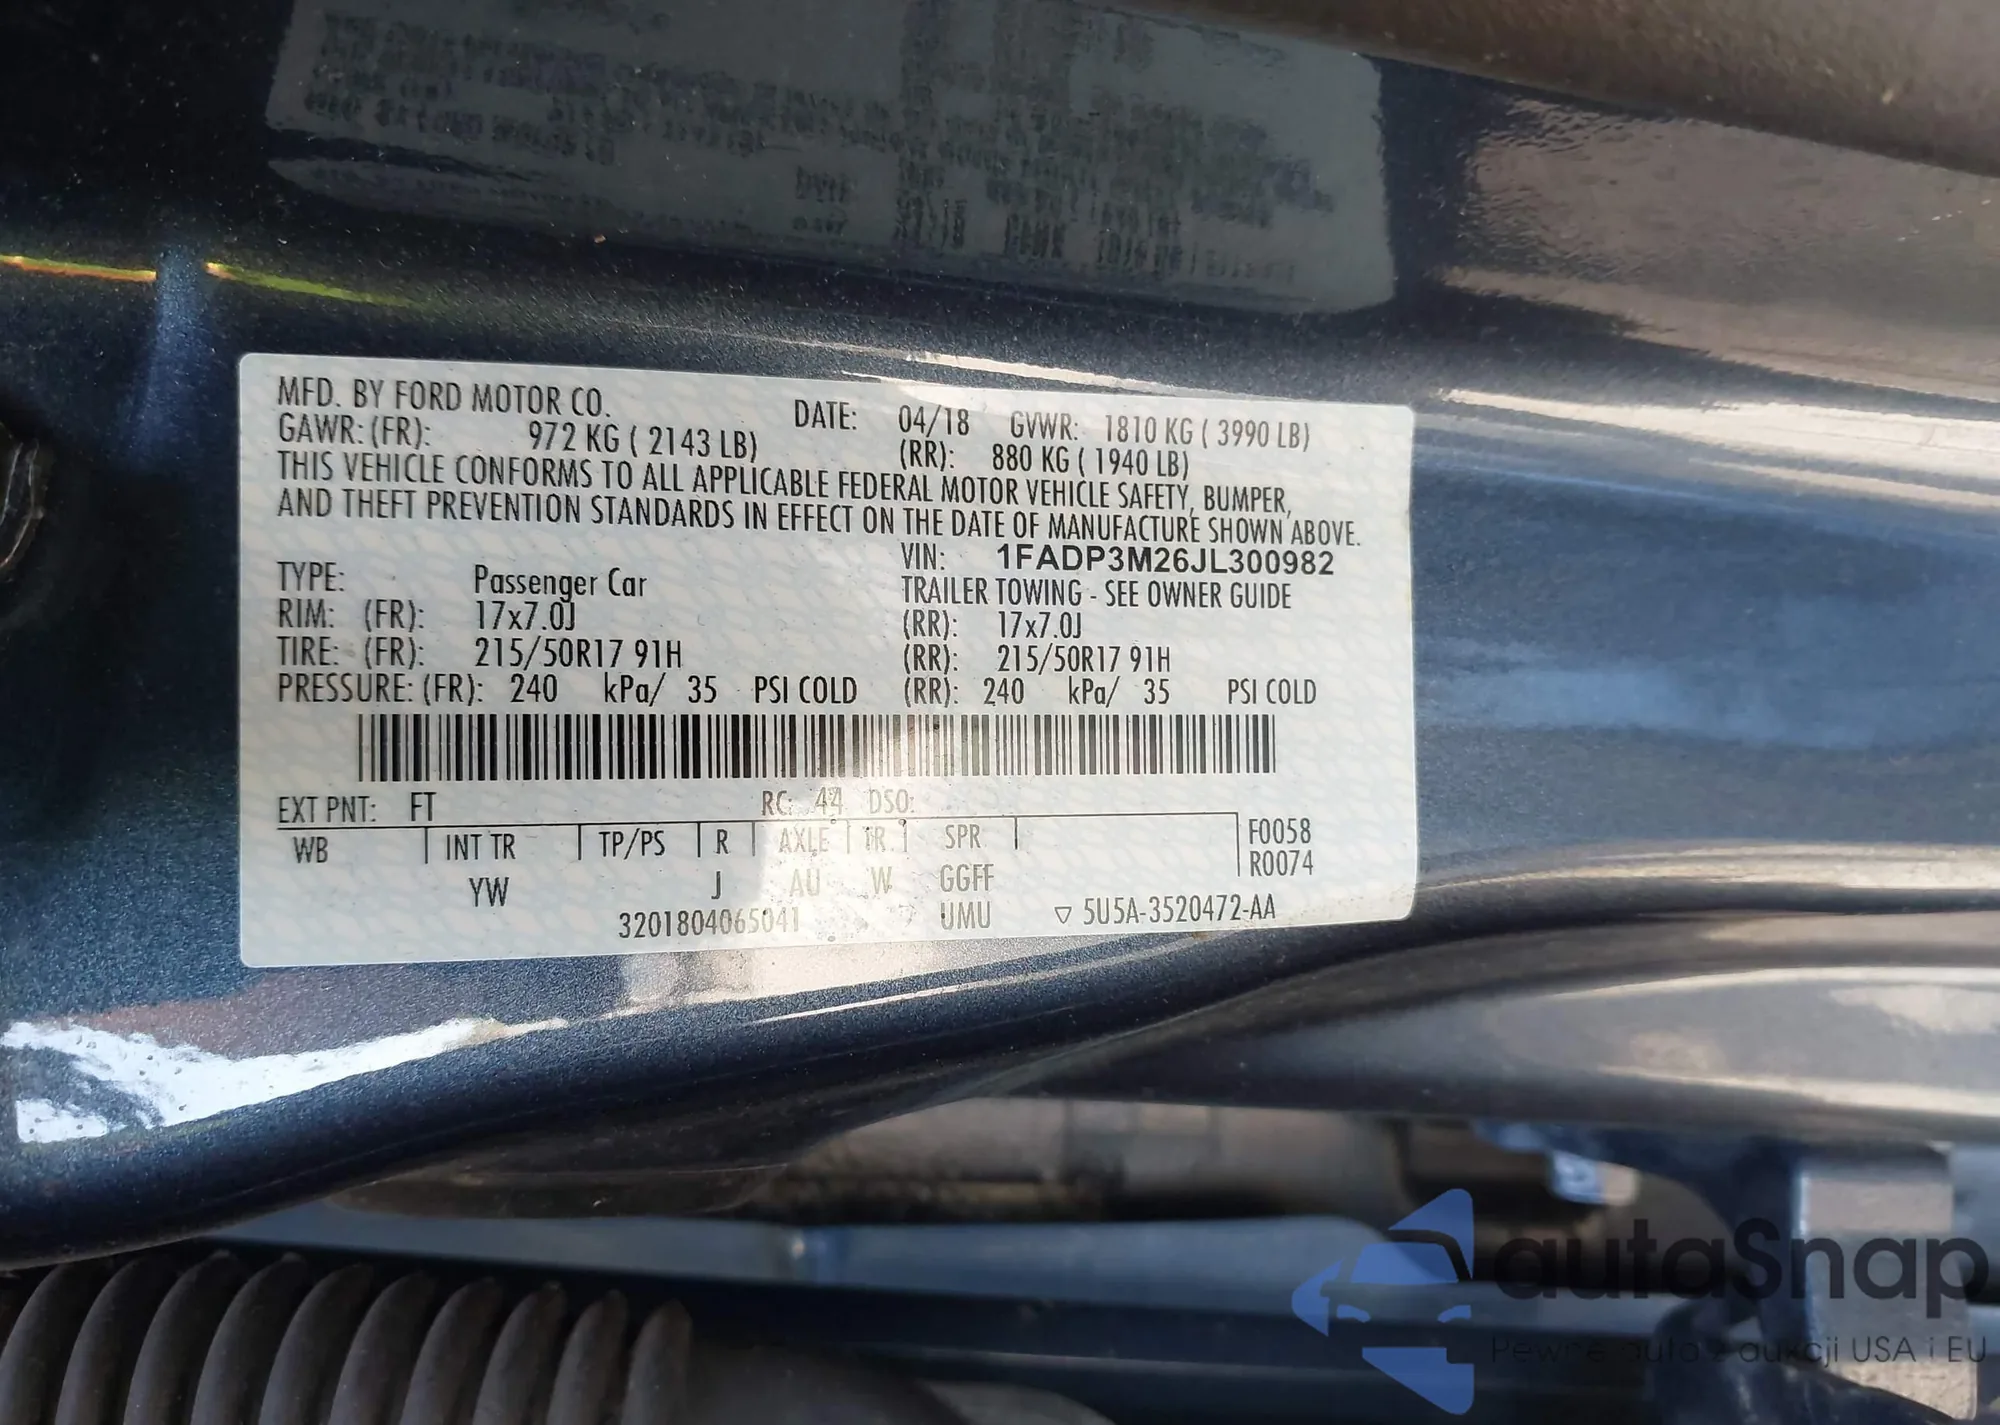 MFD. BY FORD MOTOR CO. DATE: 04/18 GVWR: 1810 KG ( 3990 LB)
GAWR: (FR): 972 KG ( 2143 LB) (RR): 880 KG ( 1940 LB)
THIS VEHICLE CONFORMS TO ALL APPLICABLE FEDERAL MOTOR VEHICLE SAFETY, BUMPER,
AND THEFT PREVENTION STANDARDS IN EFFECT ON THE DATE OF MANUFACTURE SHOWN ABOVE.
VIN: 1FADP3M26JL300982
TYPE: Passenger Car TRAILER TOWING - SEE OWNER GUIDE
RIM: (FR): 17x7.0J (RR): 17x7.0J
TIRE: (FR): 215/50R17 91H (RR): 215/50R17 91H
PRESSURE: (FR): 240 kPa/ 35 PSI COLD (RR): 240 kPa/ 35 PSI COLD
EXT PNT: FT RC: 44 DSO:
WB INT TR TP/PS R AXLE TR SPR F0058
R0074
YW J AU W GGFF
3201804065041 UMU ▽ 5U5A-3520472-AA
autaSnap
Pewne auta z aukcji USA i EU